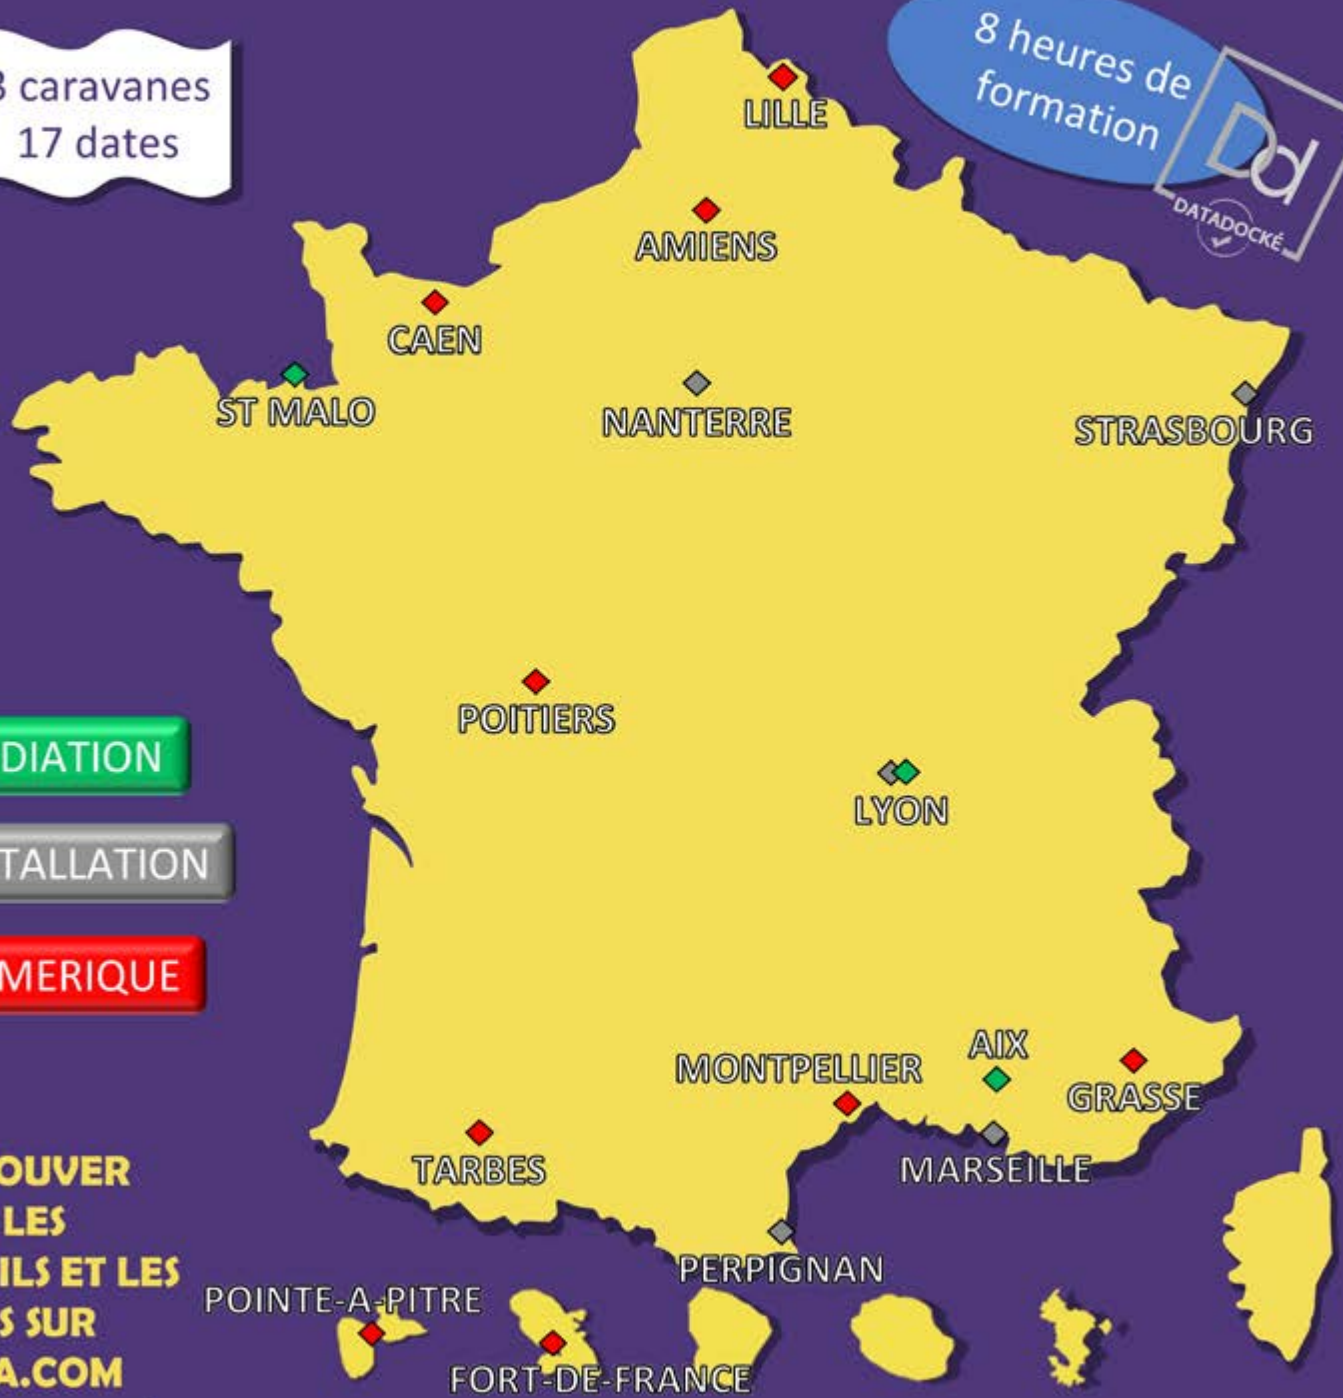 3 caravanes
17 dates
8 heures de
formation
Dd
DATADOCKÉ
LILLE
AMIENS
CAEN
ST MALO
NANTERRE
STRASBOURG
POITIERS
DIATION
LYON
TALLATION
MERIQUE
AIX
MONTPELLIER
GRASSE
TARBES
MARSEILLE
OUVER
LES
ILS ET LES
S SUR
A.COM
PERPIGNAN
POINTE-A-PITRE
FORT-DE-FRANCE